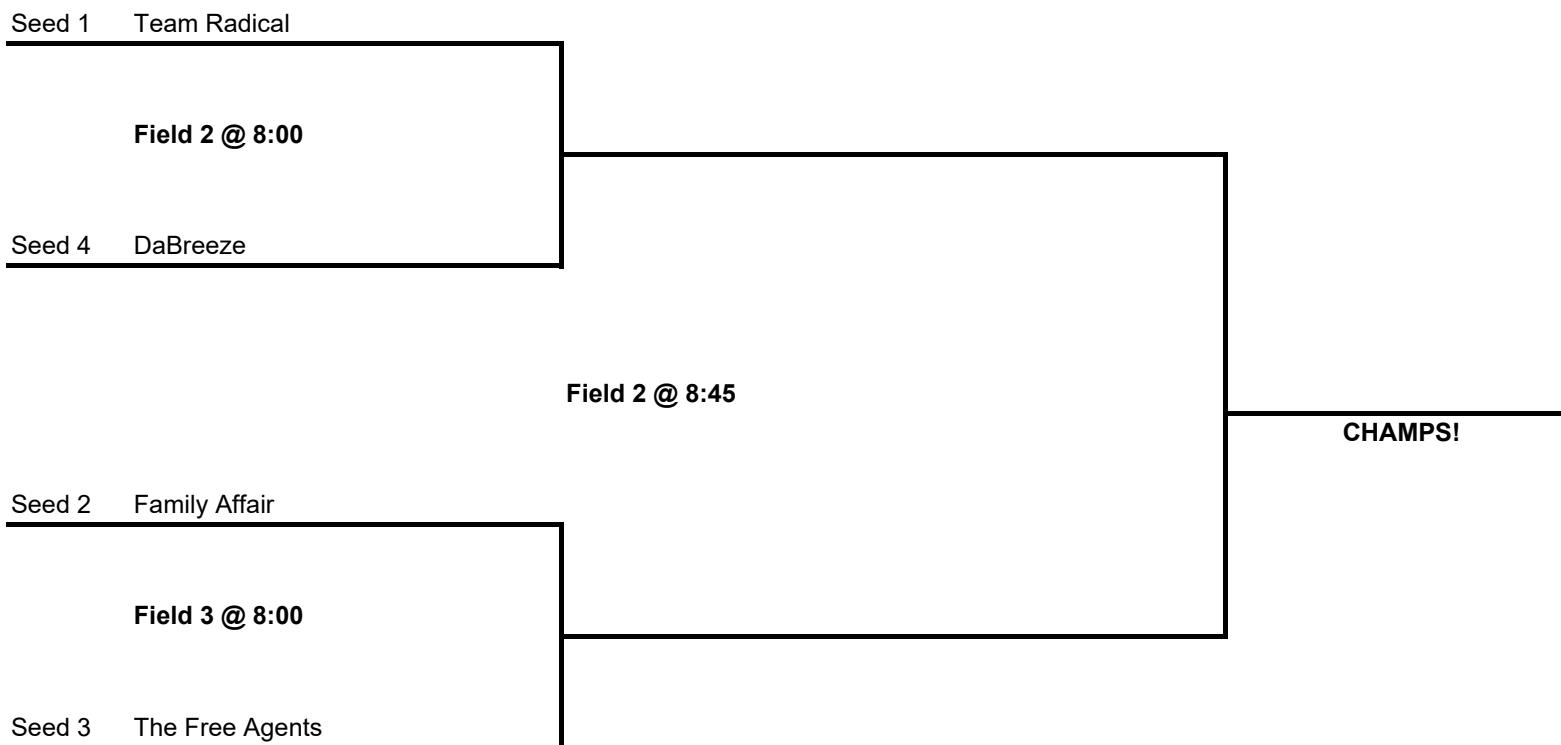 Seed 1 Team Radical
Field 2 @ 8:00
Seed 4 DaBreeze
Field 2 @ 8:45
CHAMPS!
Seed 2 Family Affair
Field 3 @ 8:00
Seed 3 The Free Agents